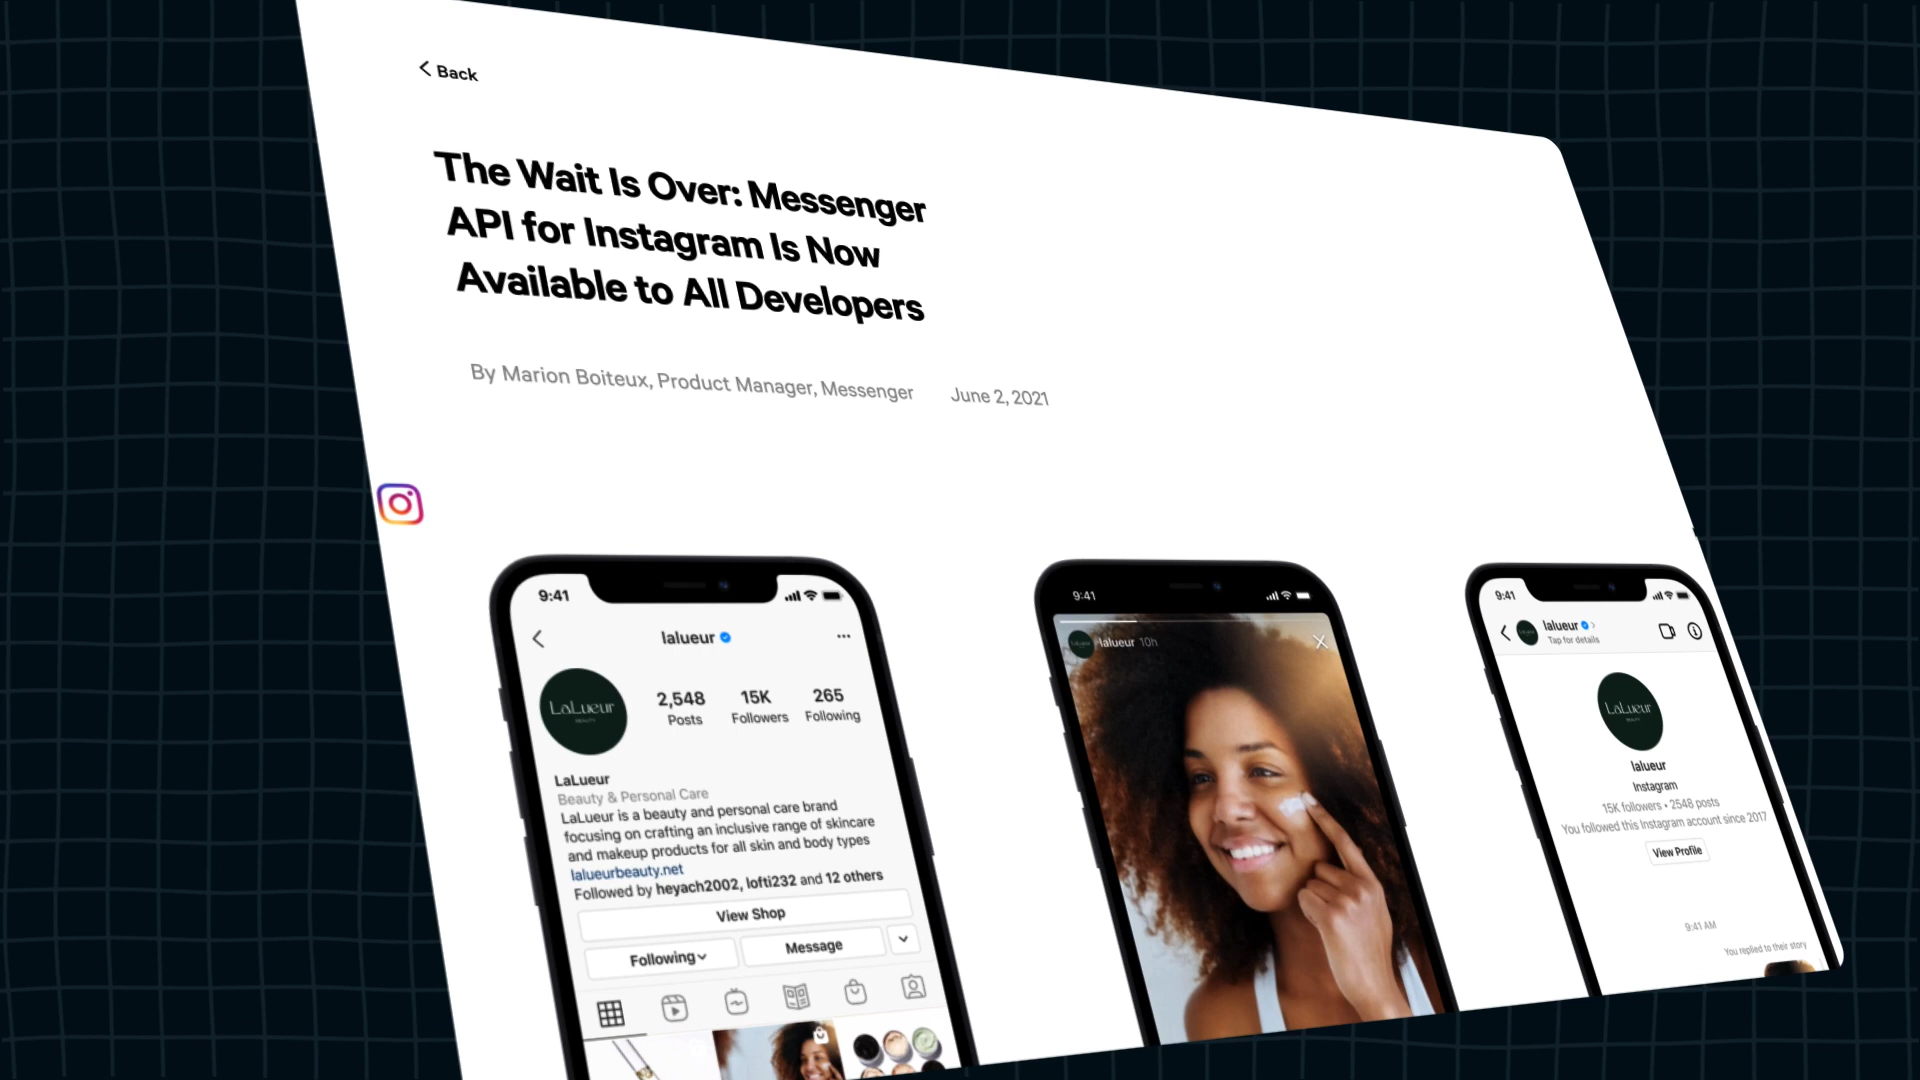 Back
The Wait Is Over: Messenger
API for Instagram Is Now
Available to All Developers
By Marion Boiteux, Product Manager, Messenger June 2, 2021
9:41
lalueur
LaLueur
BEAUTY
2,548 15K 265
Posts Followers Following
LaLueur
Beauty & Personal Care
LaLueur is a beauty and personal care brand
focusing on crafting an inclusive range of skincare
and makeup products for all skin and body types
lalueurbeauty.net
Followed by heyach2002, lofti232 and 12 others
View Shop
Following Message
9:41
lalueur 10h
9:41
lalueur
Tap for details
LaLueur
lalueur
Instagram
15K followers • 2548 posts
You followed this Instagram account since 2017
View Profile
9:41 AM
You replied to their story